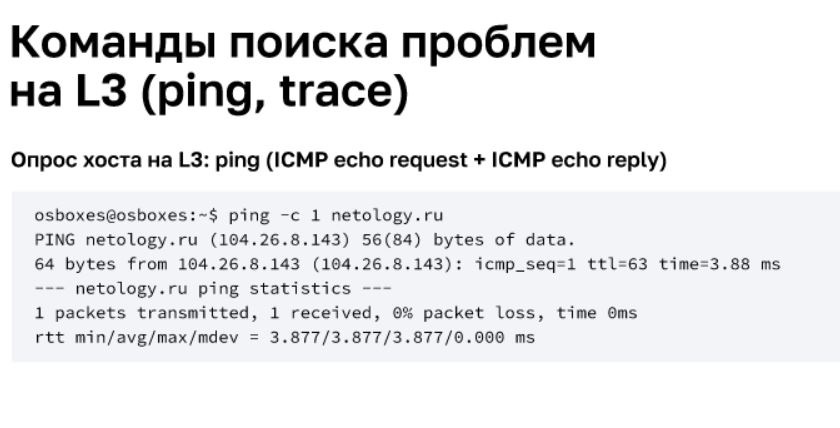 Команды поиска проблем
на L3 (ping, trace)
Опрос хоста на L3: ping (ICMP echo request + ICMP echo reply)
osboxes@osboxes:~$ ping -c 1 netology.ru
PING netology.ru (104.26.8.143) 56(84) bytes of data.
64 bytes from 104.26.8.143 (104.26.8.143): icmp_seq=1 ttl=63 time=3.88 ms
--- netology.ru ping statistics ---
1 packets transmitted, 1 received, 0% packet loss, time 0ms
rtt min/avg/max/mdev = 3.877/3.877/3.877/0.000 ms